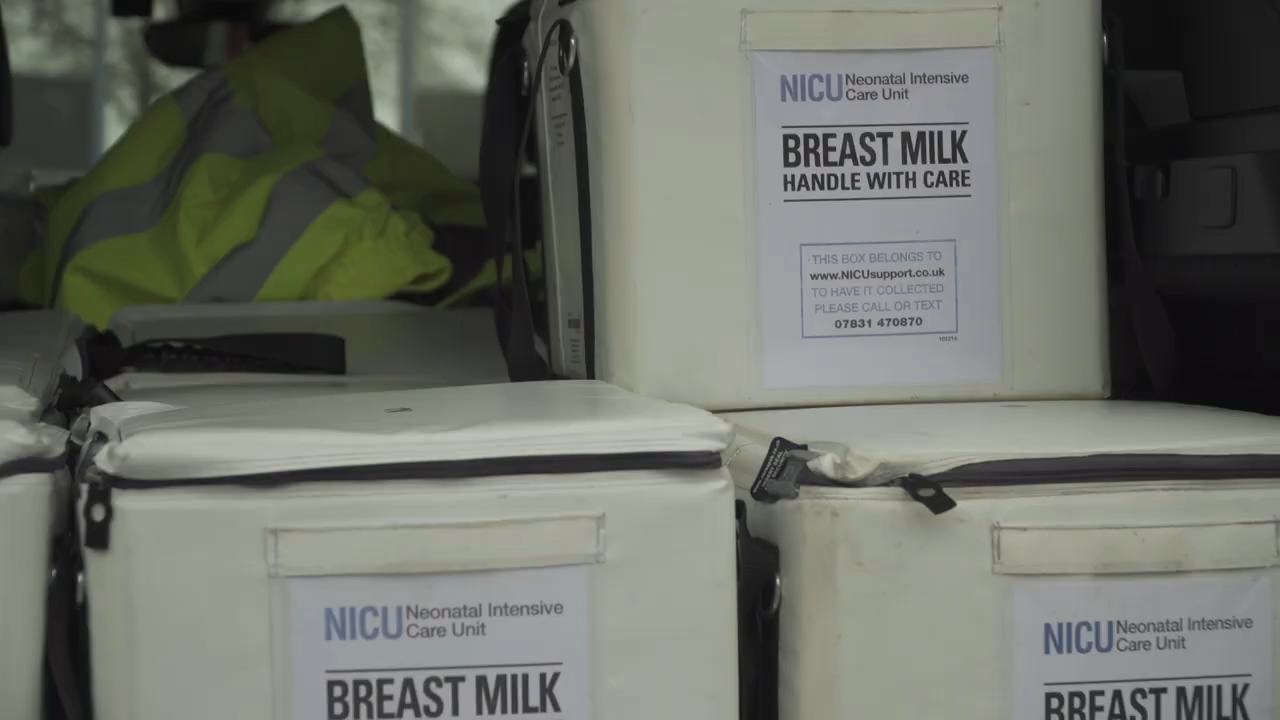 NICU Neonatal Intensive
Care Unit
BREAST MILK
HANDLE WITH CARE
THIS BOX BELONGS TO
www.NICUsupport.co.uk
TO HAVE IT COLLECTED
PLEASE CALL OR TEXT
07831 470870
NICU Neonatal Intensive
Care Unit
BREAST MILK
NICU Neonatal Intensive
Care Unit
BREAST MILK